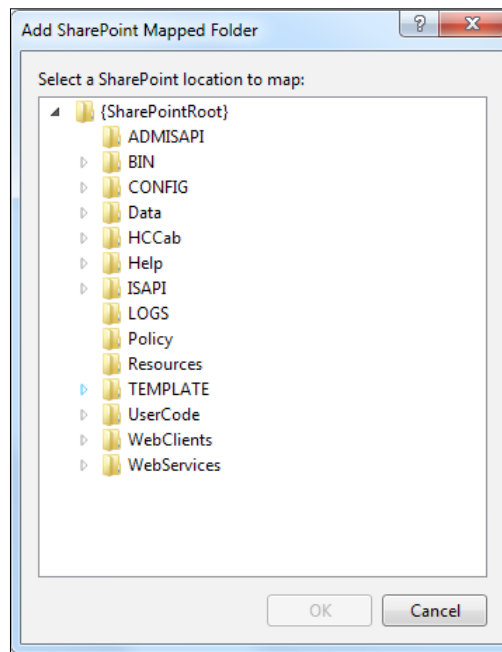 Add SharePoint Mapped Folder
Select a SharePoint location to map:
{SharePointRoot}
ADMISAPI
BIN
CONFIG
Data
HCCab
Help
ISAPI
LOGS
Policy
Resources
TEMPLATE
UserCode
WebClients
WebServices
OK
Cancel